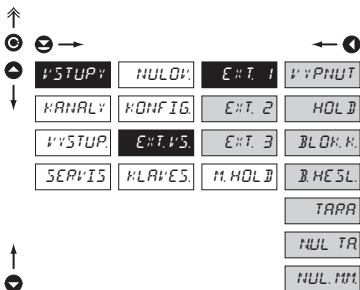 VSTUPY NULOV. EXT. 1 VYPNUT
KANALY KONFIG. EXT. 2 HOLD
VYSTUP. EXT.VS. EXT. 3 BLOK.K.
SERVIS KLAVES. M.HOLD B.HESL.
TARA
NUL.TA
NUL.MM.